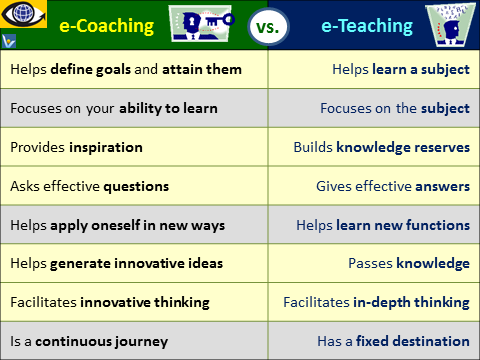 e-Coaching vs. e-Teaching
Helps define goals and attain them Helps learn a subject
Focuses on your ability to learn Focuses on the subject
Provides inspiration Builds knowledge reserves
Asks effective questions Gives effective answers
Helps apply oneself in new ways Helps learn new functions
Helps generate innovative ideas Passes knowledge
Facilitates innovative thinking Facilitates in-depth thinking
Is a continuous journey Has a fixed destination